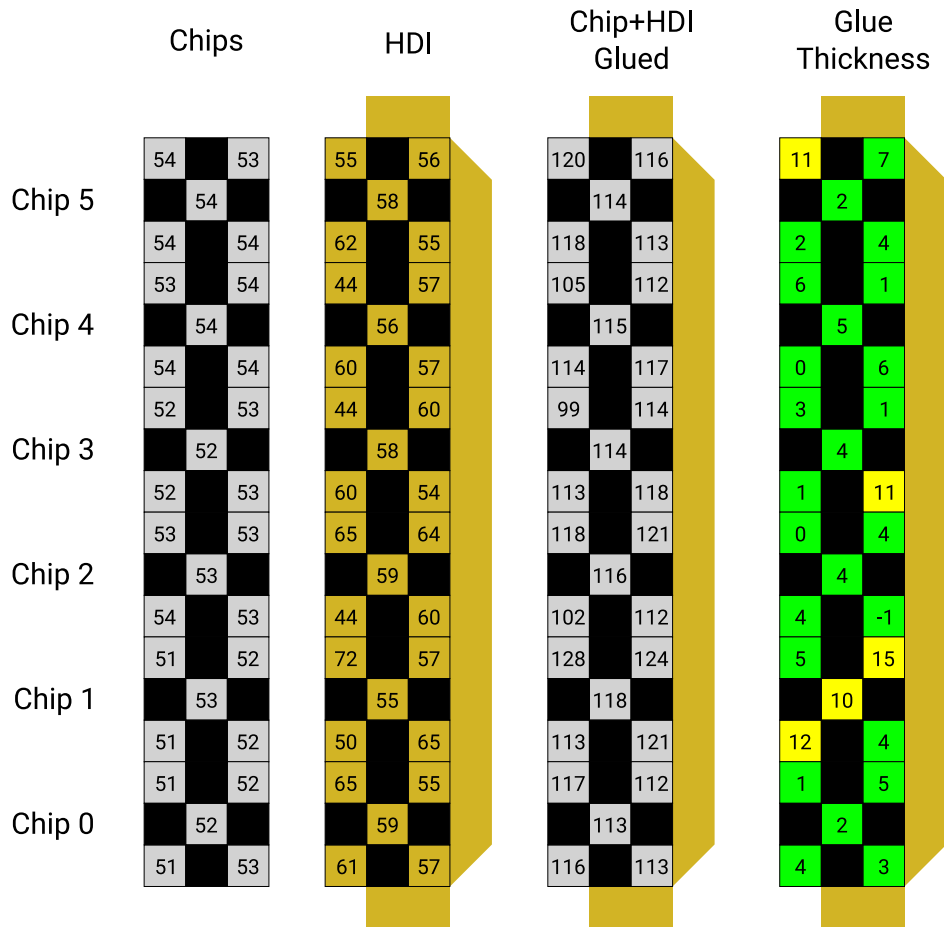 Chips HDI Chip+HDI Glued Glue Thickness
54 53 55 56 120 116 11 7
Chip 5 54 58 114 2
54 54 62 55 118 113 2 4
53 54 44 57 105 112 6 1
Chip 4 54 56 115 5
54 54 60 57 114 117 0 6
52 53 44 60 99 114 3 1
Chip 3 52 58 114 4
52 53 60 54 113 118 1 11
53 53 65 64 118 121 0 4
Chip 2 53 59 116 4
54 53 44 60 102 112 4 -1
51 52 72 57 128 124 5 15
Chip 1 53 55 118 10
51 52 50 65 113 121 12 4
51 52 65 55 117 112 1 5
Chip 0 52 59 113 2
51 53 61 57 116 113 4 3